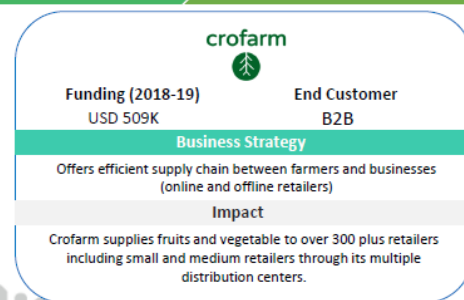 crofarm
Funding (2018-19) End Customer
USD 509K B2B
Business Strategy
Offers efficient supply chain between farmers and businesses
(online and offline retailers)
Impact
Crofarm supplies fruits and vegetable to over 300 plus retailers
including small and medium retailers through its multiple
distribution centers.